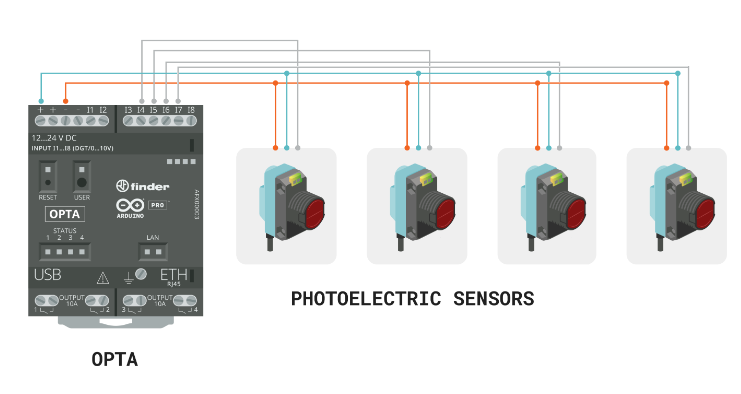 + + - - I1 I2 I3 I4 I5 I6 I7 I8
12...24 V DC
INPUT I1...I8 (DGT/0...10V)
RESET USER
finder
ARDUINO PRO
AFX00003
OPTA
STATUS
1 2 3 4
LAN
USB
ETH
RJ45
OUTPUT
10A
1 2
OUTPUT
10A
3 4
PHOTOELECTRIC SENSORS
OPTA